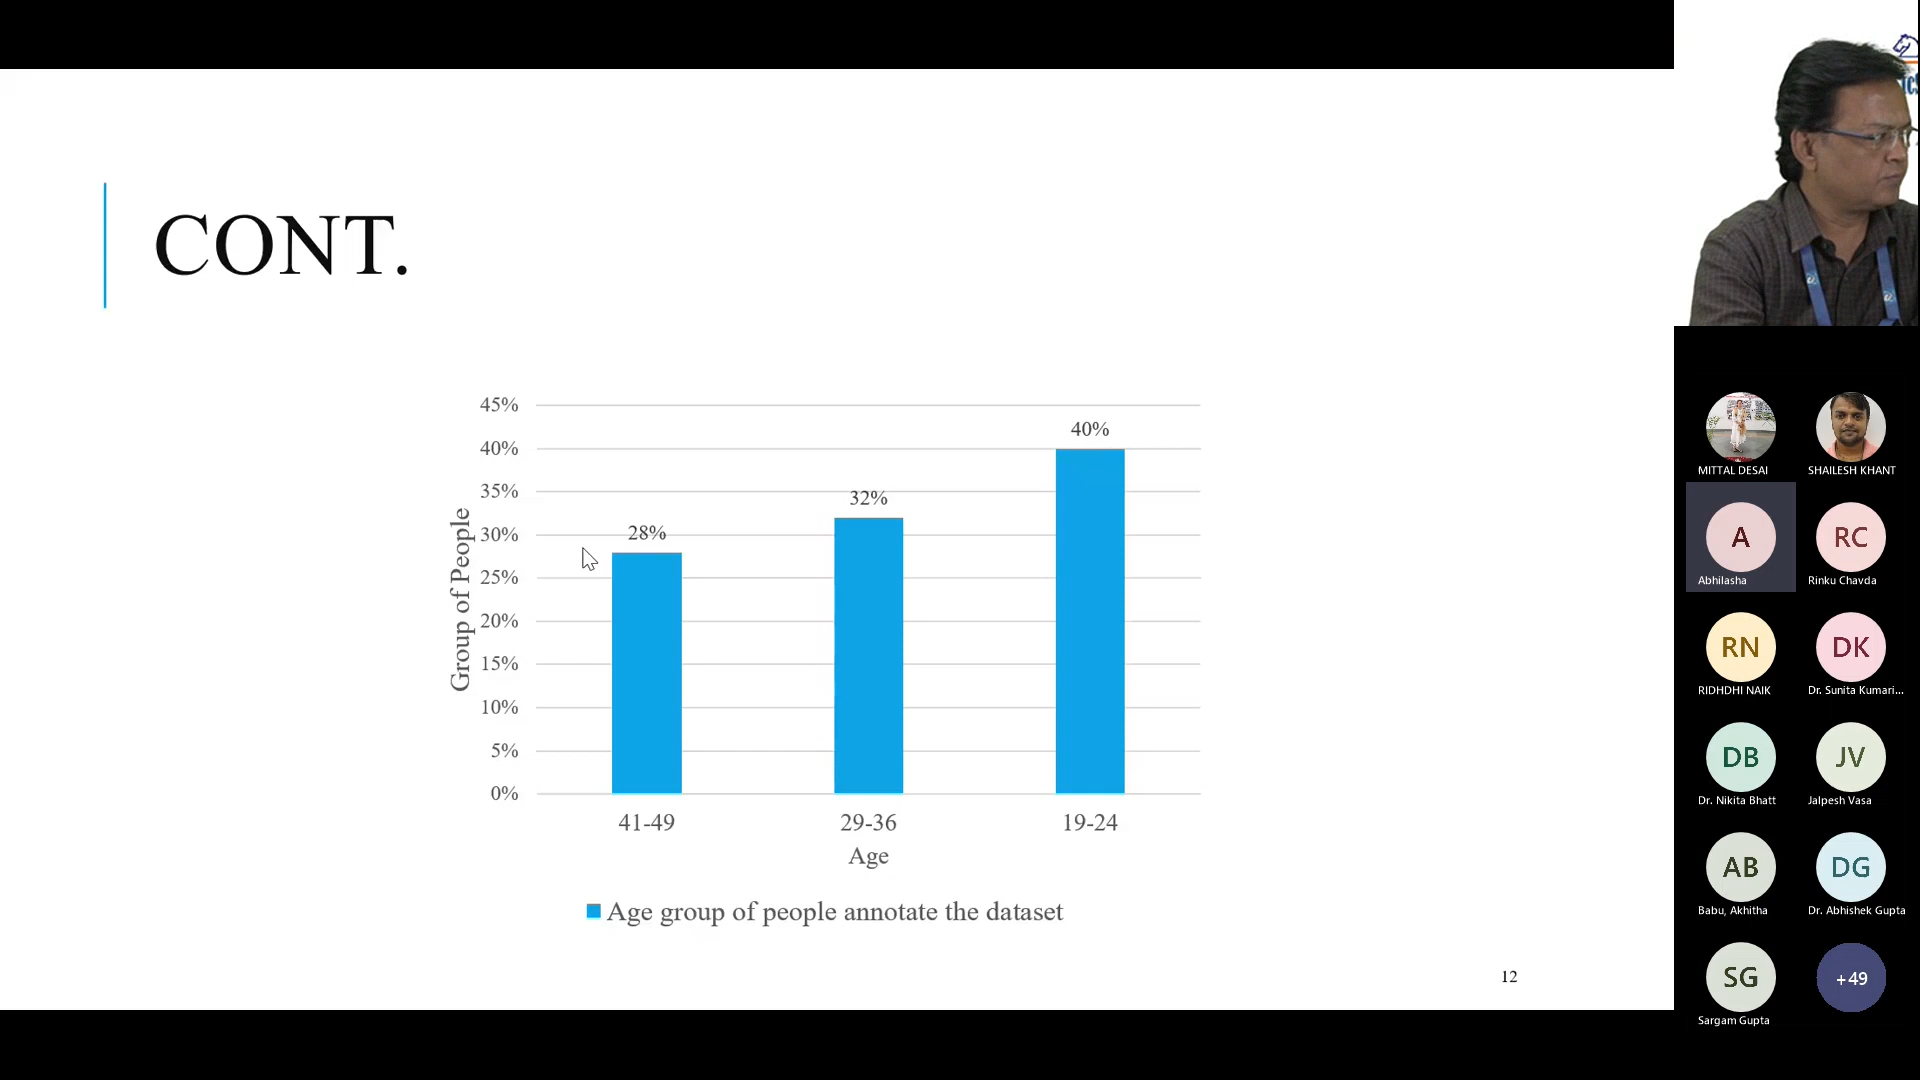 CONT.
45%
40%
35%
30%
25%
20%
15%
10%
5%
0%
Group of People
28%
32%
40%
41-49
29-36
19-24
Age
Age group of people annotate the dataset
12
MITTAL DESAI
SHAILESH KHANT
A
Abhilasha
RC
Rinku Chavda
RN
RIDHDHI NAIK
DK
Dr. Sunita Kumari...
DB
Dr. Nikita Bhatt
JV
Jalpesh Vasa
AB
Babu, Akhitha
DG
Dr. Abhishek Gupta
SG
Sargam Gupta
+49